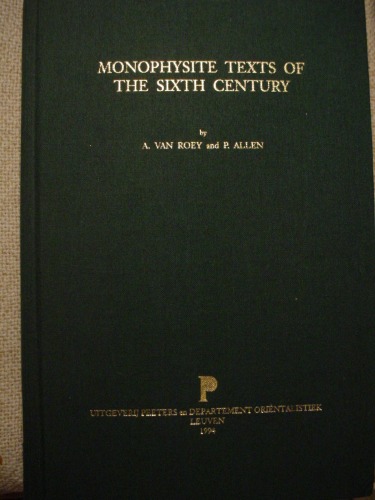 MONOPHYSITE TEXTS OF
THE SIXTH CENTURY
by
A. VAN ROEY and P. ALLEN
P
UITGEVERIJ PEETERS en DEPARTEMENT ORIËNTALISTIEK
LEUVEN
1994